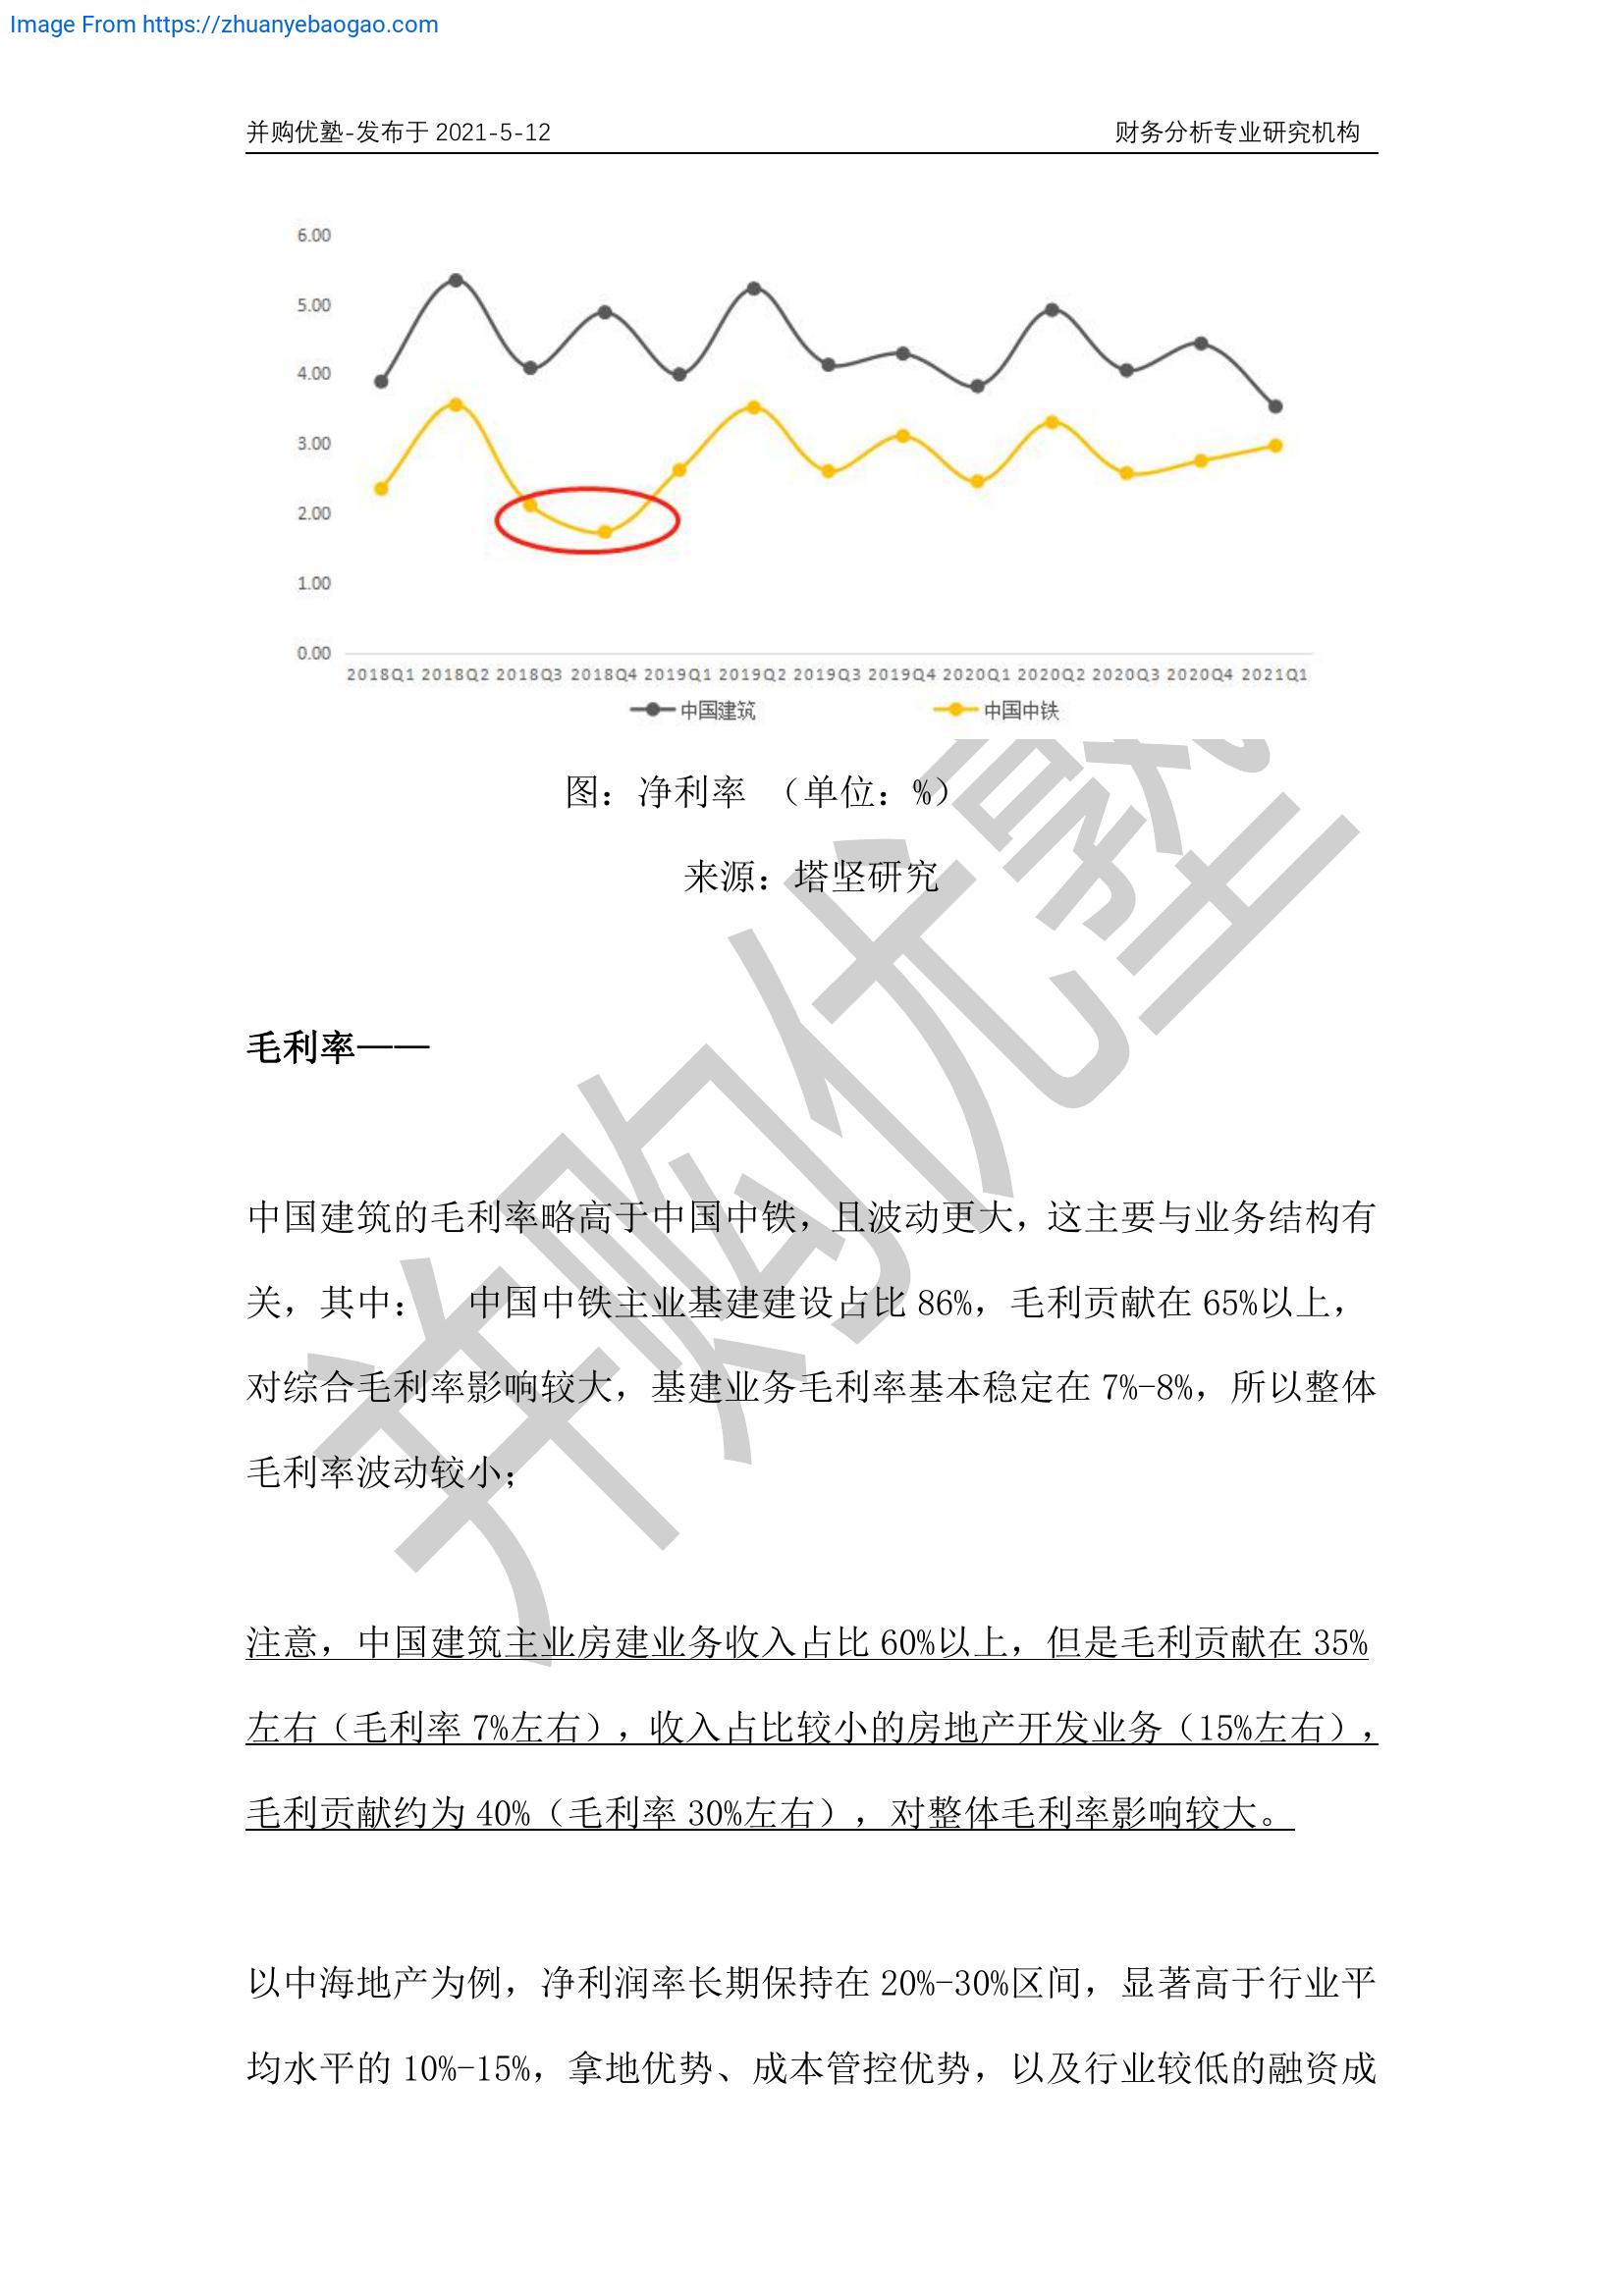 Image From https://zhuanyebaogao.com
并购优塾-发布于 2021-5-12 财务分析专业研究机构
6.00
5.00
4.00
3.00
2.00
1.00
0.00
2018Q1 2018Q2 2018Q3 2018Q4 2019Q1 2019Q2 2019Q3 2019Q4 2020Q1 2020Q2 2020Q3 2020Q4 2021Q1
中国建筑 中国中铁
图：净利率 （单位：%）
来源：塔坚研究
毛利率——
中国建筑的毛利率略高于中国中铁，且波动更大，这主要与业务结构有
关，其中： 中国中铁主业基建建设占比 86%，毛利贡献在 65%以上，
对综合毛利率影响较大，基建业务毛利率基本稳定在 7%-8%，所以整体
毛利率波动较小；
注意，中国建筑主业房建业务收入占比 60%以上，但是毛利贡献在 35%
左右（毛利率 7%左右），收入占比较小的房地产开发业务（15%左右），
毛利贡献约为 40%（毛利率 30%左右），对整体毛利率影响较大。
以中海地产为例，净利润率长期保持在 20%-30%区间，显著高于行业平
均水平的 10%-15%，拿地优势、成本管控优势，以及行业较低的融资成
并购优塾